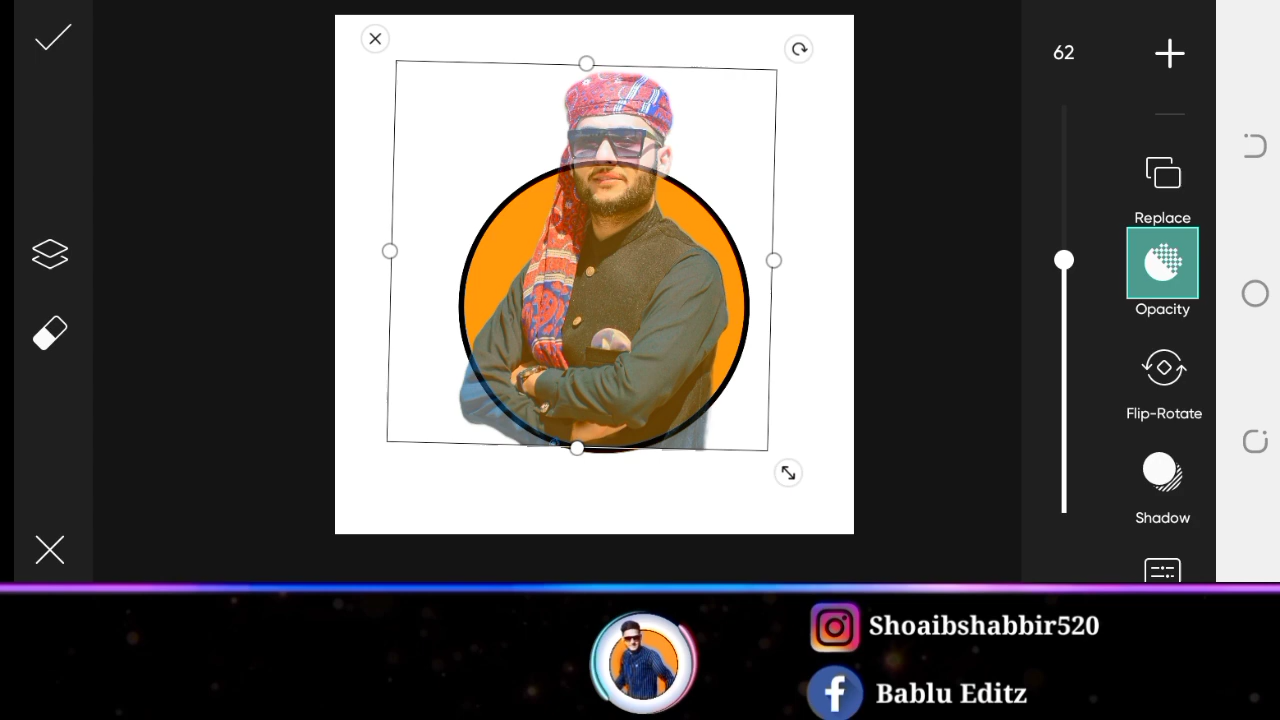 62
Replace
Opacity
Flip-Rotate
Shadow
Shoaibshabbir520
Bablu Editz